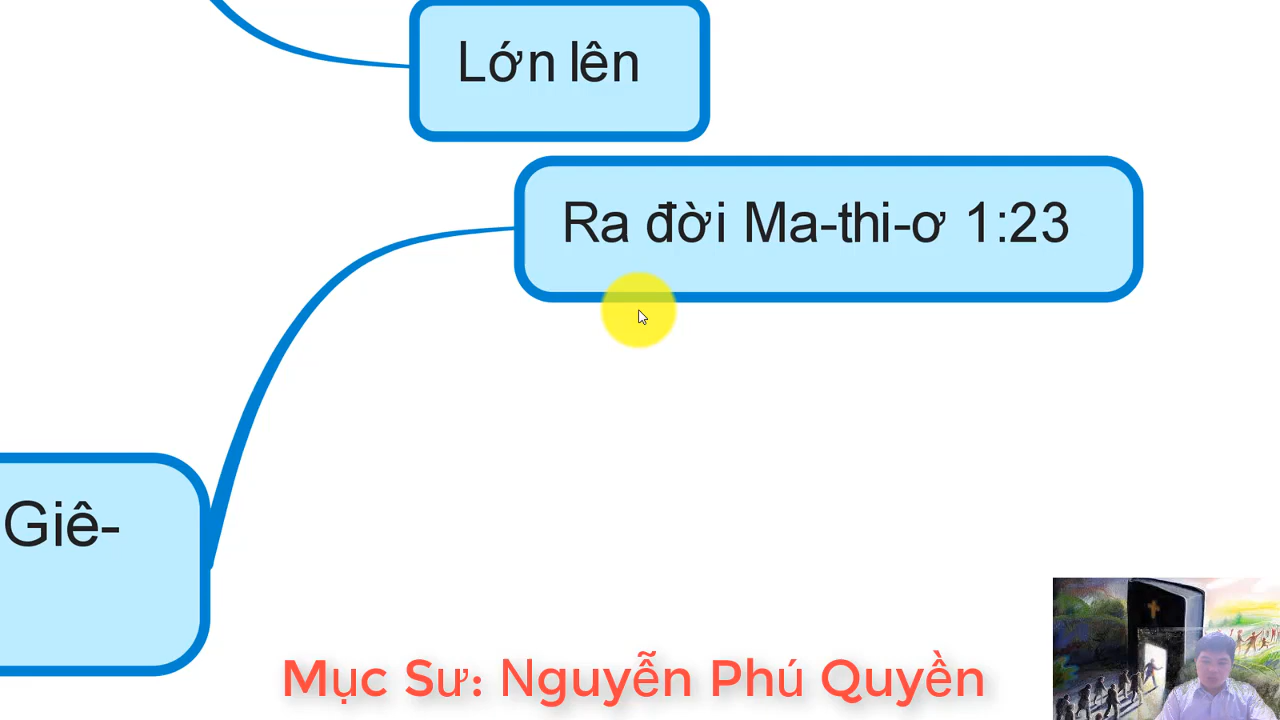 Lớn lên
Ra đời Ma-thi-ơ 1:23
Giê-
Mục Sư: Nguyễn Phú Quyền